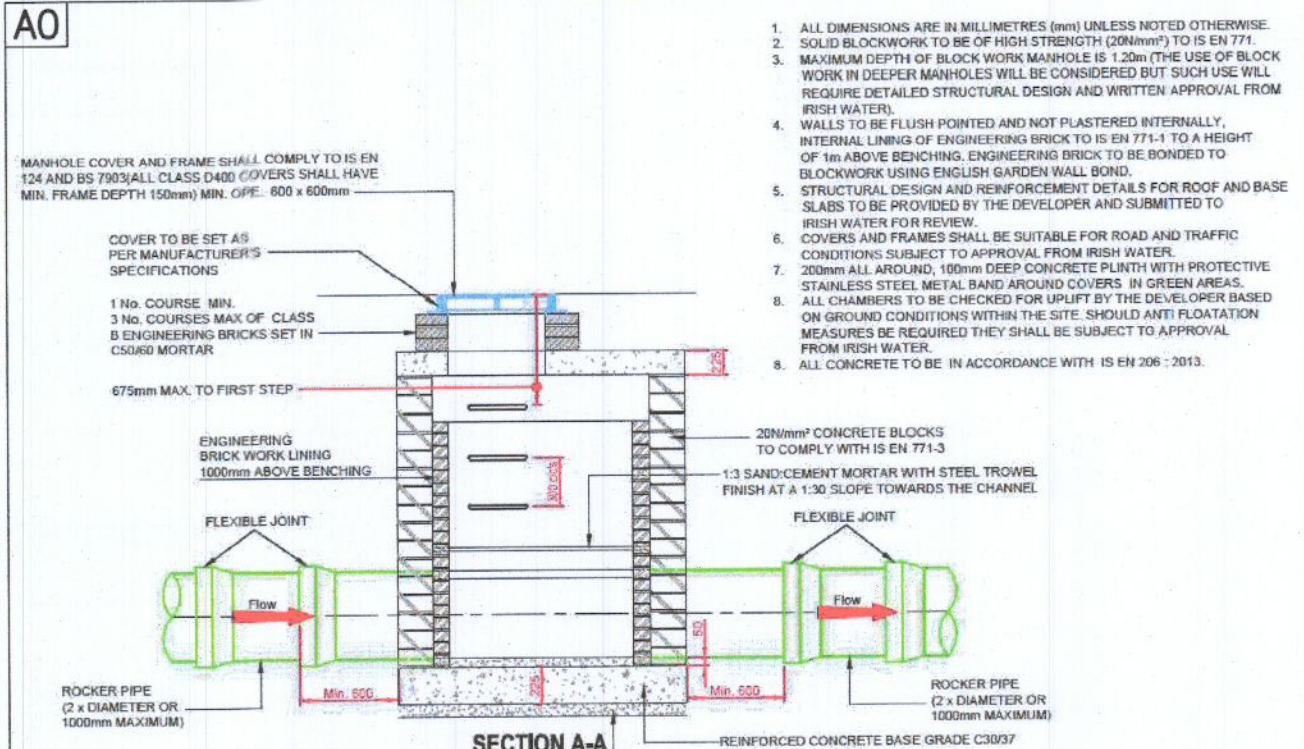 A0
1. ALL DIMENSIONS ARE IN MILLIMETRES (mm) UNLESS NOTED OTHERWISE.
2. SOLID BLOCKWORK TO BE OF HIGH STRENGTH (20N/mm²) TO IS EN 771.
3. MAXIMUM DEPTH OF BLOCK WORK MANHOLE IS 1.20m (THE USE OF BLOCK
WORK IN DEEPER MANHOLES WILL BE CONSIDERED BUT SUCH USE WILL
REQUIRE DETAILED STRUCTURAL DESIGN AND WRITTEN APPROVAL FROM
IRISH WATER).
4. WALLS TO BE FLUSH POINTED AND NOT PLASTERED INTERNALLY,
INTERNAL LINING OF ENGINEERING BRICK TO IS EN 771-1 TO A HEIGHT
OF 1m ABOVE BENCHING. ENGINEERING BRICK TO BE BONDED TO
BLOCKWORK USING ENGLISH GARDEN WALL BOND.
5. STRUCTURAL DESIGN AND REINFORCEMENT DETAILS FOR ROOF AND BASE
SLABS TO BE PROVIDED BY THE DEVELOPER AND SUBMITTED TO
IRISH WATER FOR REVIEW.
6. COVERS AND FRAMES SHALL BE SUITABLE FOR ROAD AND TRAFFIC
CONDITIONS SUBJECT TO APPROVAL FROM IRISH WATER.
7. 200mm ALL AROUND, 100mm DEEP CONCRETE PLINTH WITH PROTECTIVE
STAINLESS STEEL METAL BAND AROUND COVERS IN GREEN AREAS.
8. ALL CHAMBERS TO BE CHECKED FOR UPLIFT BY THE DEVELOPER BASED
ON GROUND CONDITIONS WITHIN THE SITE. SHOULD ANTI FLOATATION
MEASURES BE REQUIRED THEY SHALL BE SUBJECT TO APPROVAL
FROM IRISH WATER.
8. ALL CONCRETE TO BE IN ACCORDANCE WITH IS EN 206 : 2013.
MANHOLE COVER AND FRAME SHALL COMPLY TO IS EN
124 AND BS 7903(ALL CLASS D400 COVERS SHALL HAVE
MIN. FRAME DEPTH 150mm) MIN. OPE. 600 x 600mm
COVER TO BE SET AS
PER MANUFACTURER'S
SPECIFICATIONS
1 No. COURSE MIN.
3 No. COURSES MAX OF CLASS
B ENGINEERING BRICKS SET IN
C50/60 MORTAR
225
675mm MAX. TO FIRST STEP
ENGINEERING
BRICK WORK LINING
1000mm ABOVE BENCHING
300 c/c
20N/mm² CONCRETE BLOCKS
TO COMPLY WITH IS EN 771-3
1:3 SAND:CEMENT MORTAR WITH STEEL TROWEL
FINISH AT A 1:30 SLOPE TOWARDS THE CHANNEL
FLEXIBLE JOINT
FLEXIBLE JOINT
Flow
Flow
50
225
Min. 600
Min. 600
ROCKER PIPE
(2 x DIAMETER OR
1000mm MAXIMUM)
ROCKER PIPE
(2 x DIAMETER OR
1000mm MAXIMUM)
SECTION A-A
REINFORCED CONCRETE BASE GRADE C30/37